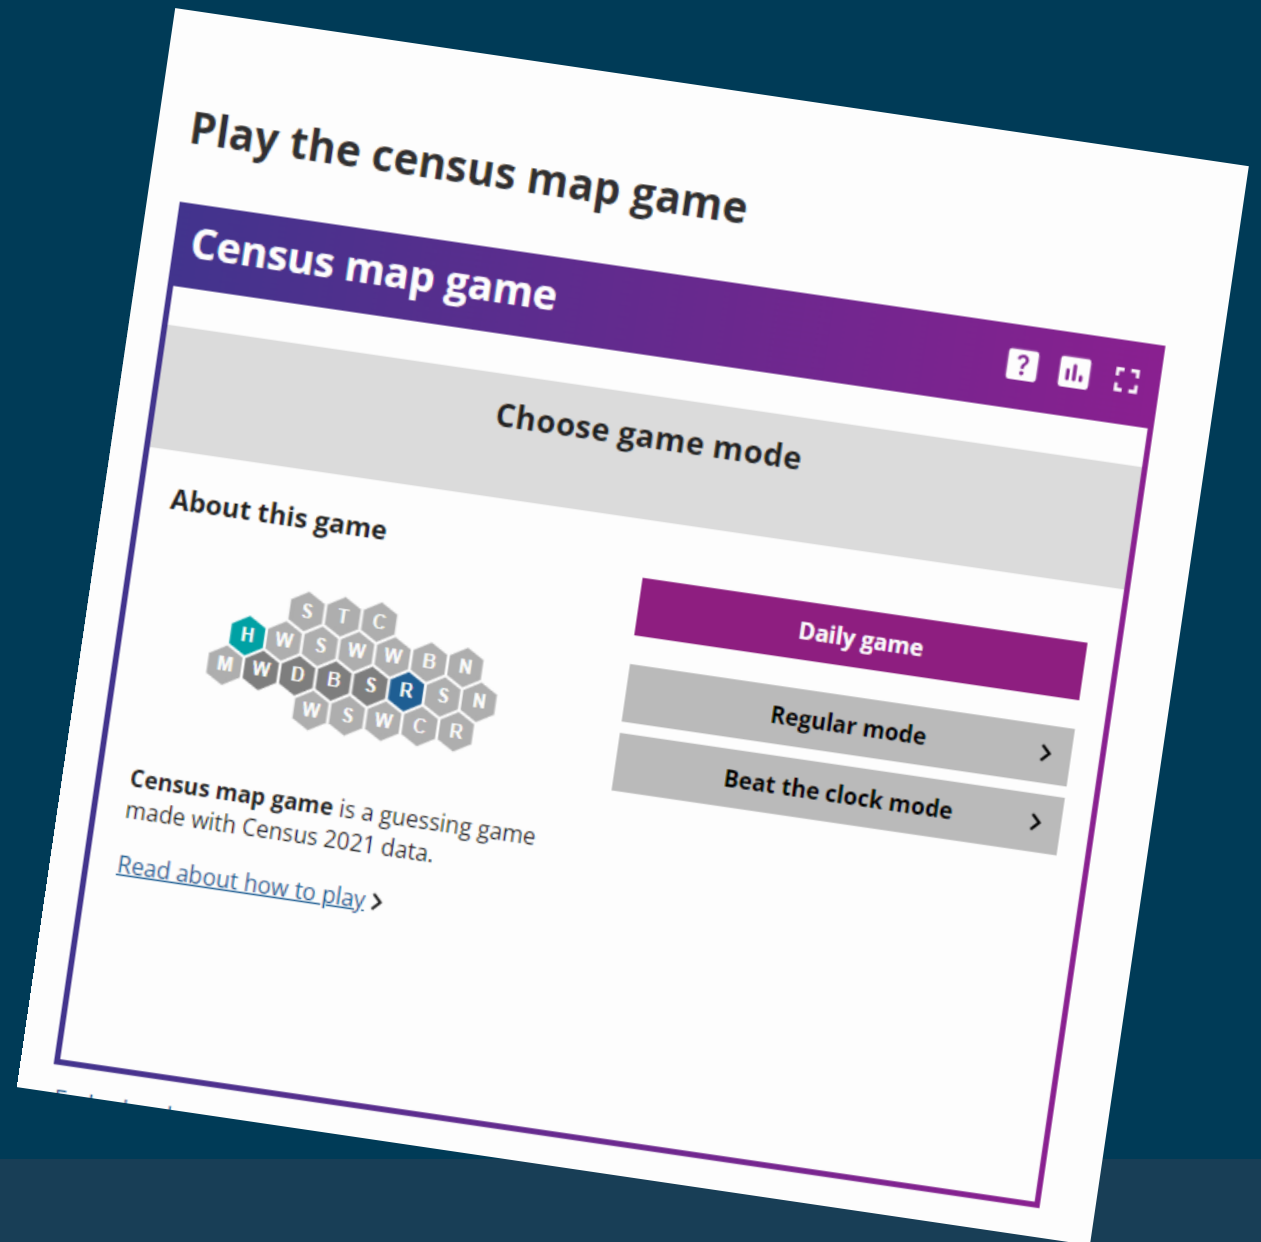 Play the census map game
Census map game
?
Choose game mode
About this game
S T C
H W S W W B N
M W D B S R S N
W S W C R
Census map game is a guessing game
made with Census 2021 data.
Read about how to play
Daily game
Regular mode
Beat the clock mode